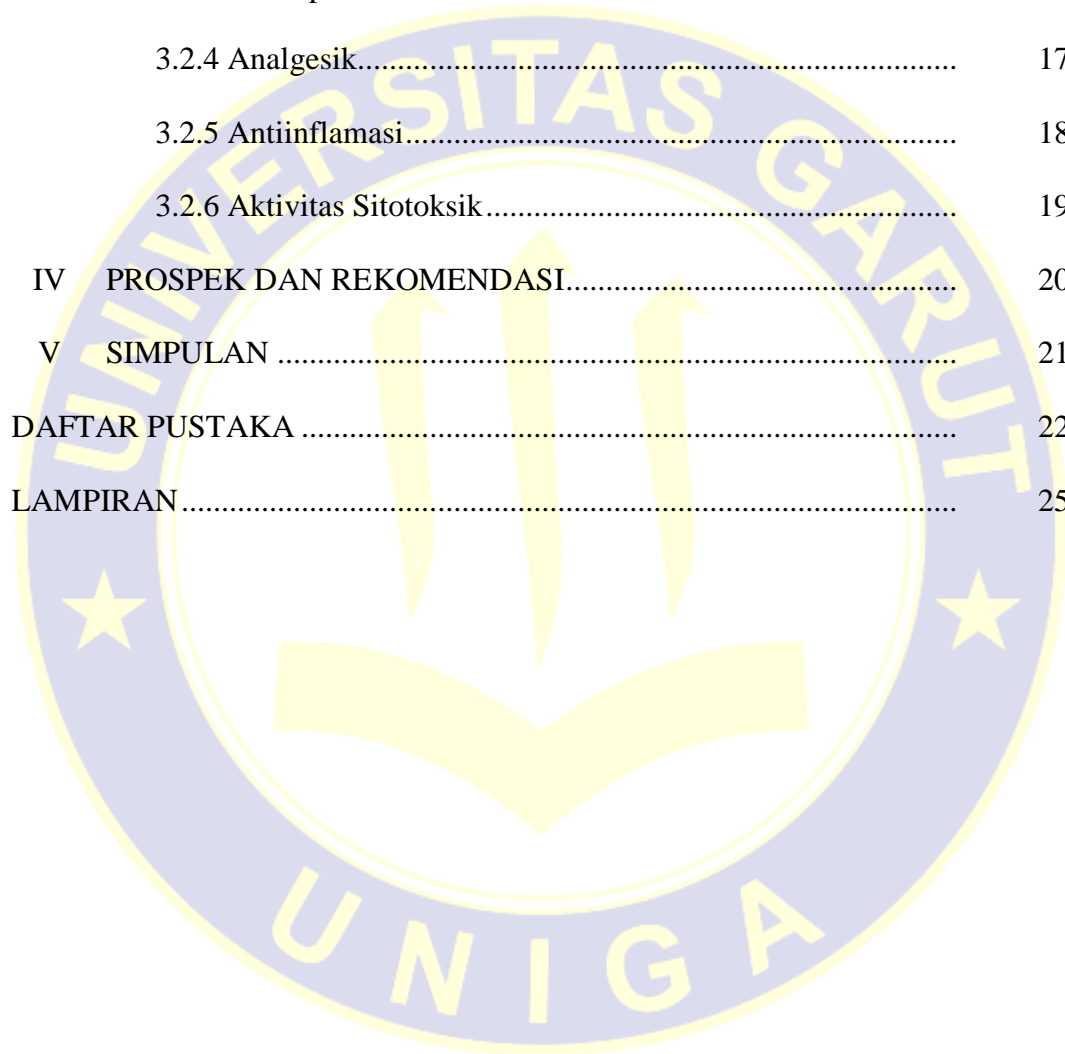 3.2.4 Analgesik........................................................................ 17
3.2.5 Antiinflamasi.................................................................. 18
3.2.6 Aktivitas Sitotoksik........................................................ 19
IV PROSPEK DAN REKOMENDASI............................................... 20
V SIMPULAN .................................................................................. 21
DAFTAR PUSTAKA ................................................................................ 22
LAMPIRAN.............................................................................................. 25
UNIVERSITAS GARUT
UNIGA